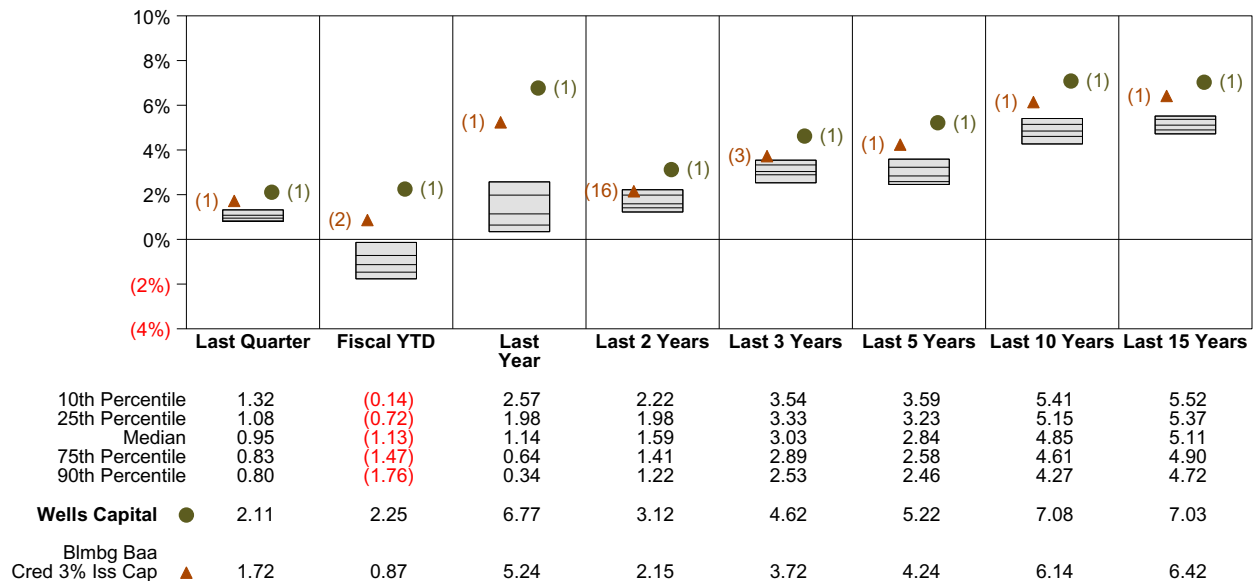 10%
8%
6%
4%
2%
0%
(2%)
(4%)
(1) (1)
(2) (1)
(1) (1)
(16) (1)
(3) (1)
(1) (1)
(1) (1)
(1) (1)
Last Quarter Fiscal YTD Last Year Last 2 Years Last 3 Years Last 5 Years Last 10 Years Last 15 Years
10th Percentile 1.32 (0.14) 2.57 2.22 3.54 3.59 5.41 5.52
25th Percentile 1.08 (0.72) 1.98 1.98 3.33 3.23 5.15 5.37
Median 0.95 (1.13) 1.14 1.59 3.03 2.84 4.85 5.11
75th Percentile 0.83 (1.47) 0.64 1.41 2.89 2.58 4.61 4.90
90th Percentile 0.80 (1.76) 0.34 1.22 2.53 2.46 4.27 4.72
Wells Capital 2.11 2.25 6.77 3.12 4.62 5.22 7.08 7.03
Blmbg Baa
Cred 3% Iss Cap 1.72 0.87 5.24 2.15 3.72 4.24 6.14 6.42